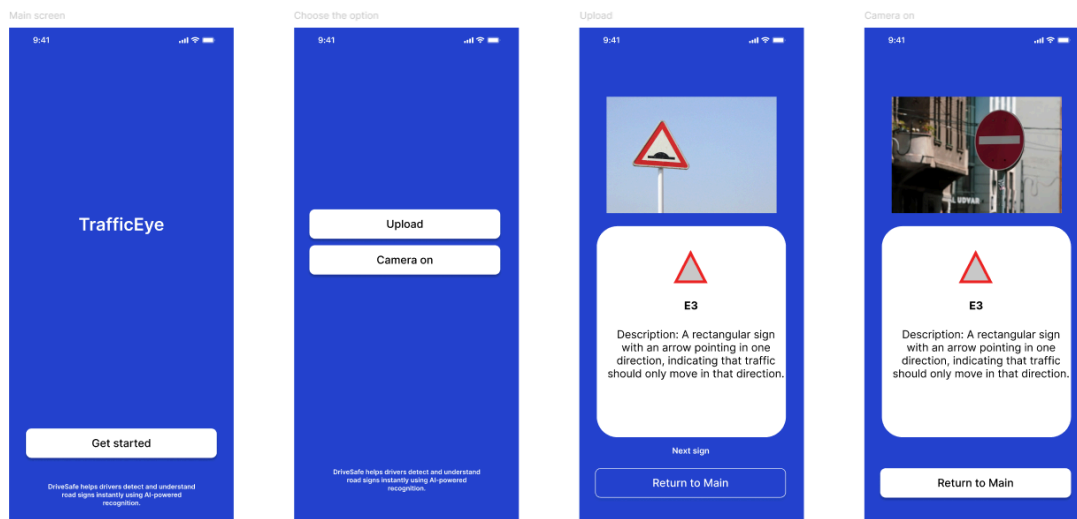 Main screen
9:41
TrafficEye
Get started
DriveSafe helps drivers detect and understand
road signs instantly using AI-powered
recognition.
Choose the option
9:41
Upload
Camera on
DriveSafe helps drivers detect and understand
road signs instantly using AI-powered
recognition.
Upload
9:41
E3
Description: A rectangular sign
with an arrow pointing in one
direction, indicating that traffic
should only move in that direction.
Next sign
Return to Main
Camera on
9:41
AL UDVAR
E3
Description: A rectangular sign
with an arrow pointing in one
direction, indicating that traffic
should only move in that direction.
Return to Main